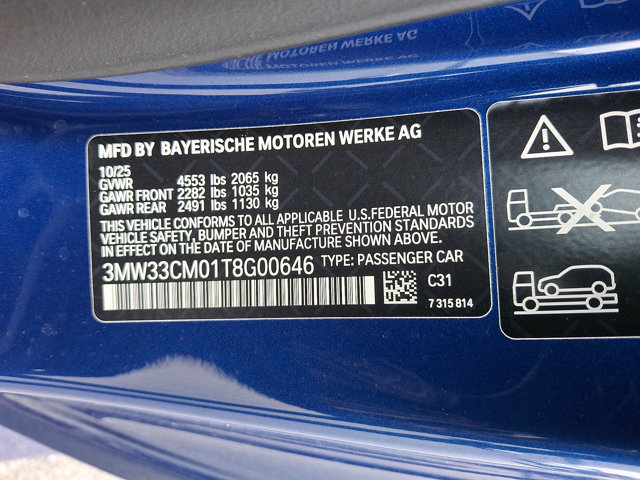 MOTOREN WERKE AG
MFD BY BAYERISCHE MOTOREN WERKE AG
10/25
GVWR 4553 lbs 2065 kg
GAWR FRONT 2282 lbs 1035 kg
GAWR REAR 2491 lbs 1130 kg
THIS VEHICLE CONFORMS TO ALL APPLICABLE U.S.FEDERAL MOTOR
VEHICLE SAFETY, BUMPER AND THEFT PREVENTION STANDARDS
IN EFFECT ON THE DATE OF MANUFACTURE SHOWN ABOVE.
3MW33CM01T8G00646 TYPE: PASSENGER CAR
C31
7 315 814